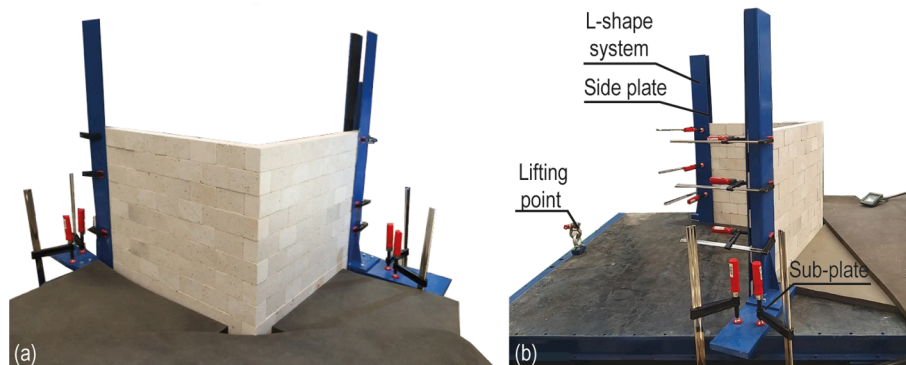 L-shape
system
Side plate
Lifting
point
Sub-plate
(a)
(b)